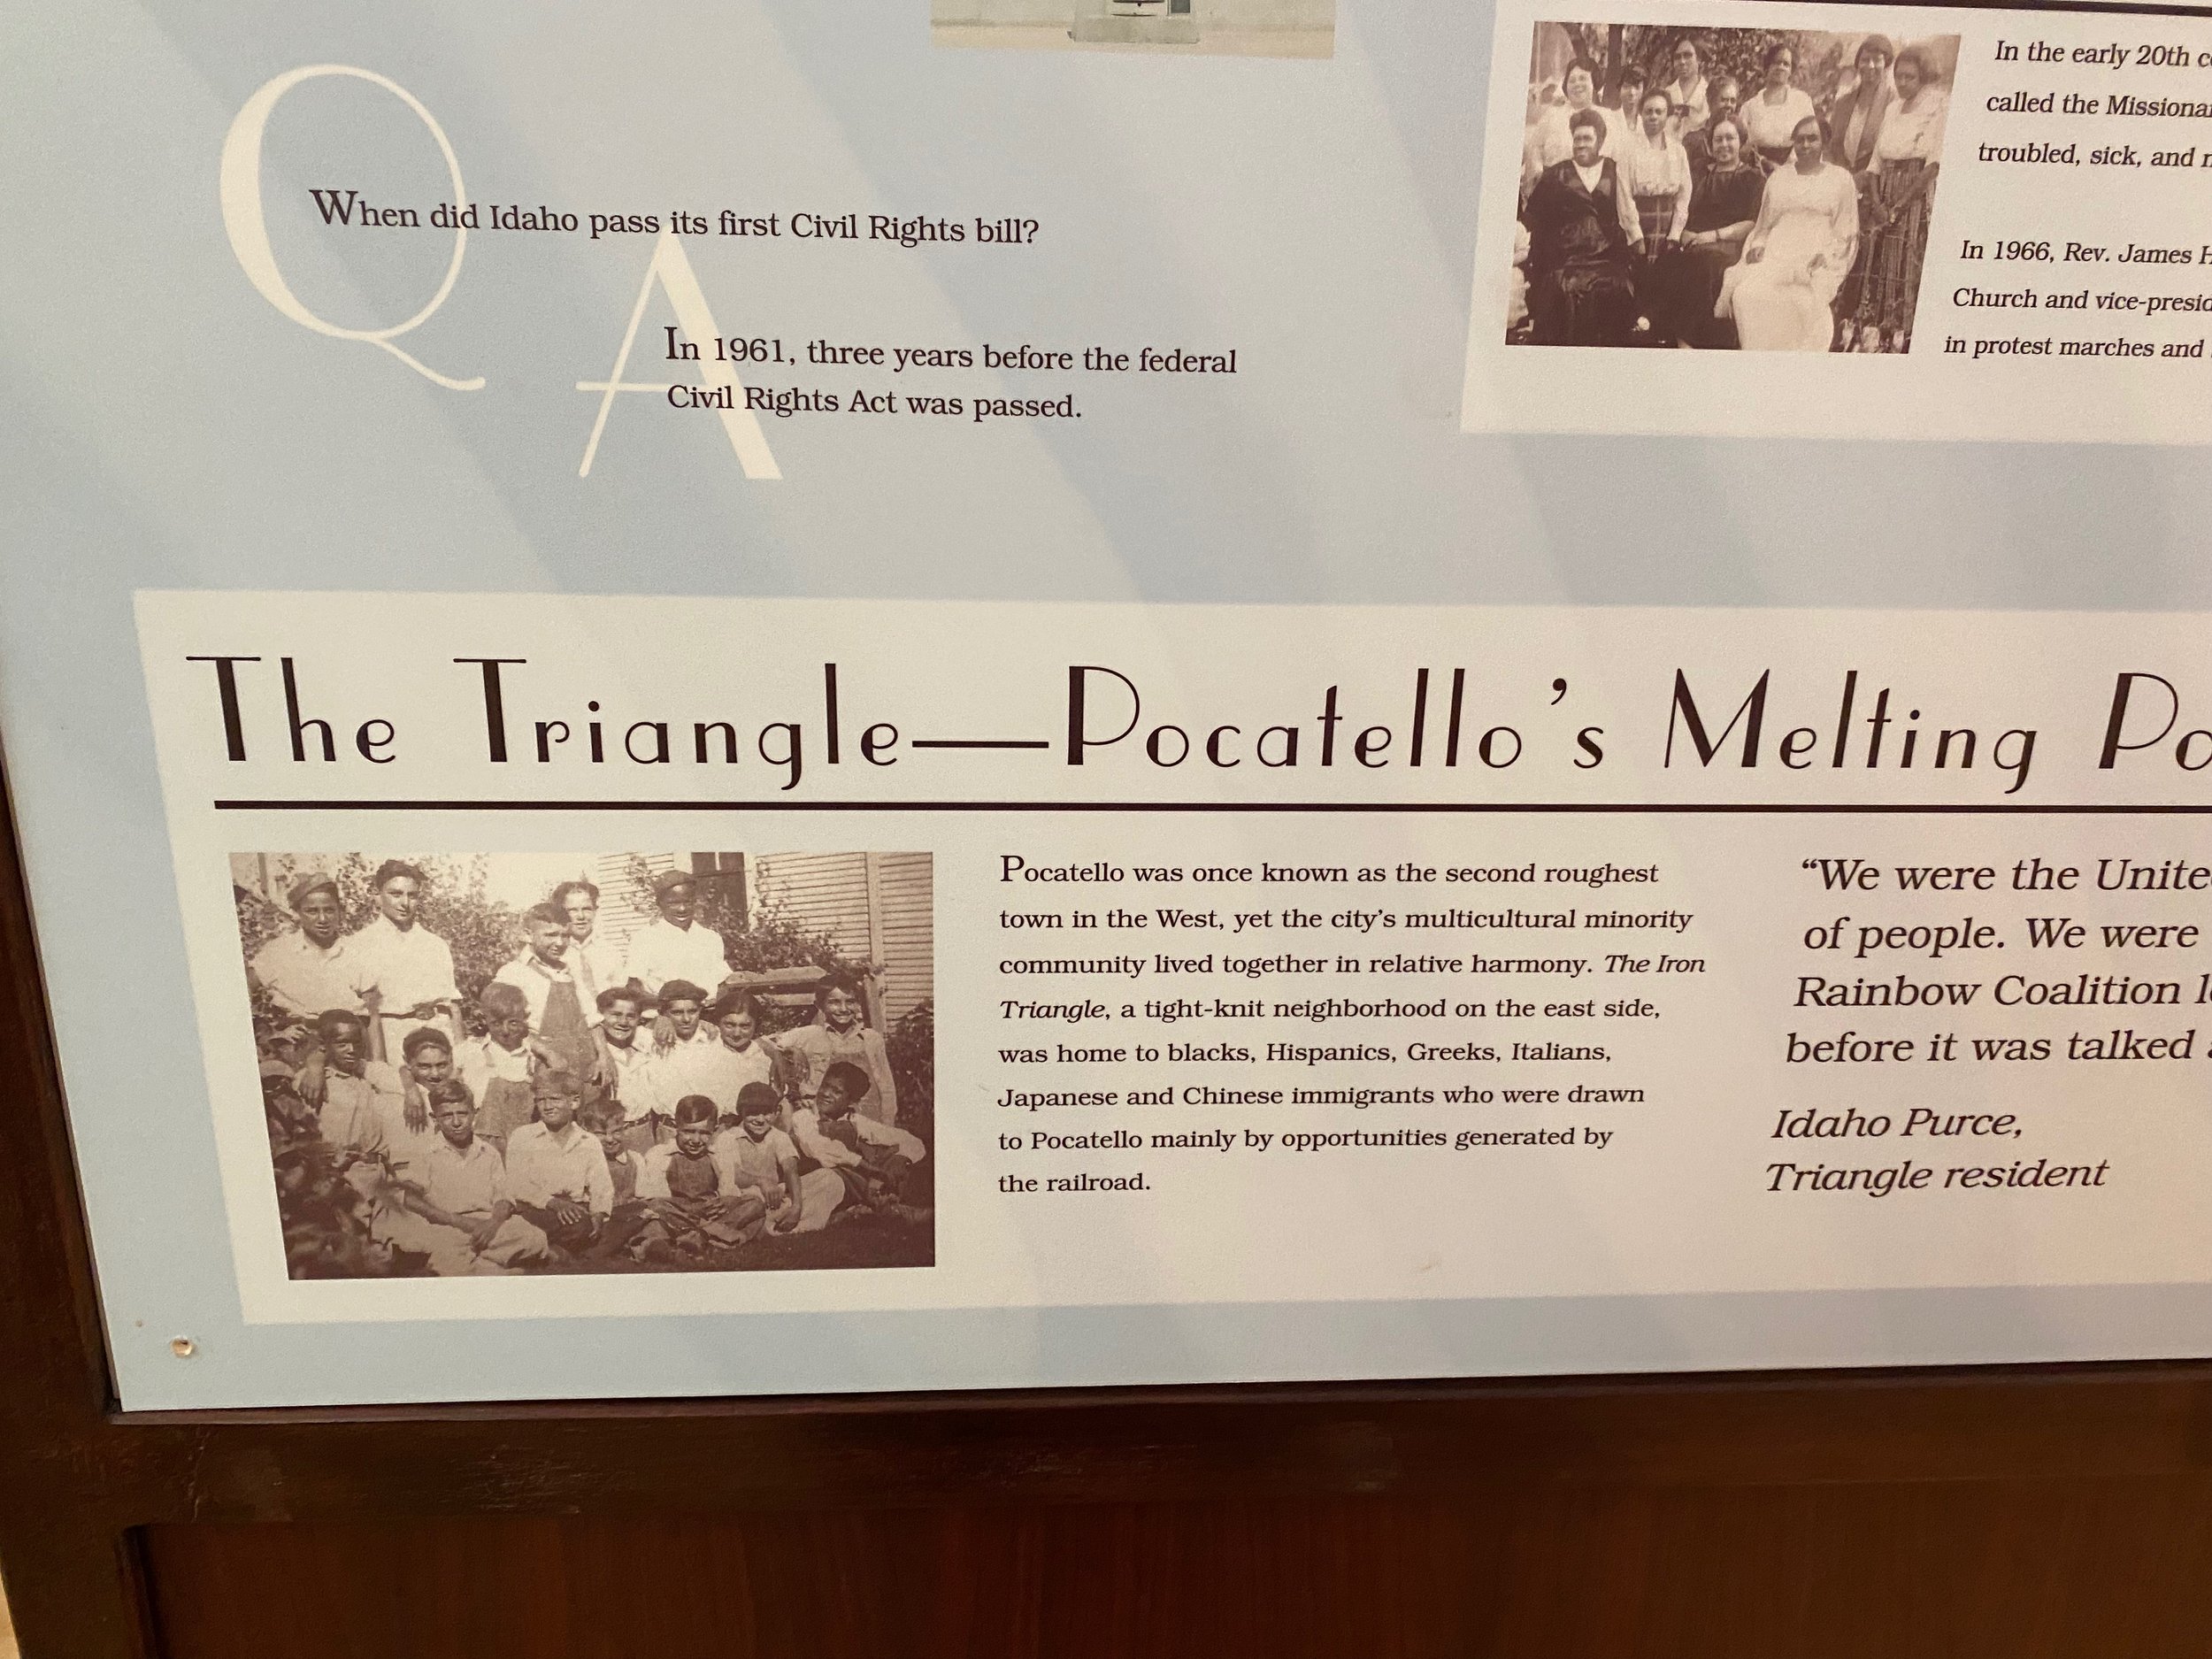 Q
When did Idaho pass its first Civil Rights bill?
A
In 1961, three years before the federal
Civil Rights Act was passed.
In the early 20th
called the
troubled, sick, and
In 1966, Rev. James
Church and
in protest marches and
The Triangle—Pocatello's Melting
Pocatello was once known as the second roughest
town in the West, yet the city's multicultural minority
community lived together in relative harmony. The Iron
Triangle, a tight-knit neighborhood on the east side,
was home to blacks, Hispanics, Greeks, Italians,
Japanese and Chinese immigrants who were drawn
to Pocatello mainly by opportunities generated by
the railroad.
“We were the
of people. We were
Rainbow Coalition
before it was talked
Idaho Purce,
Triangle resident